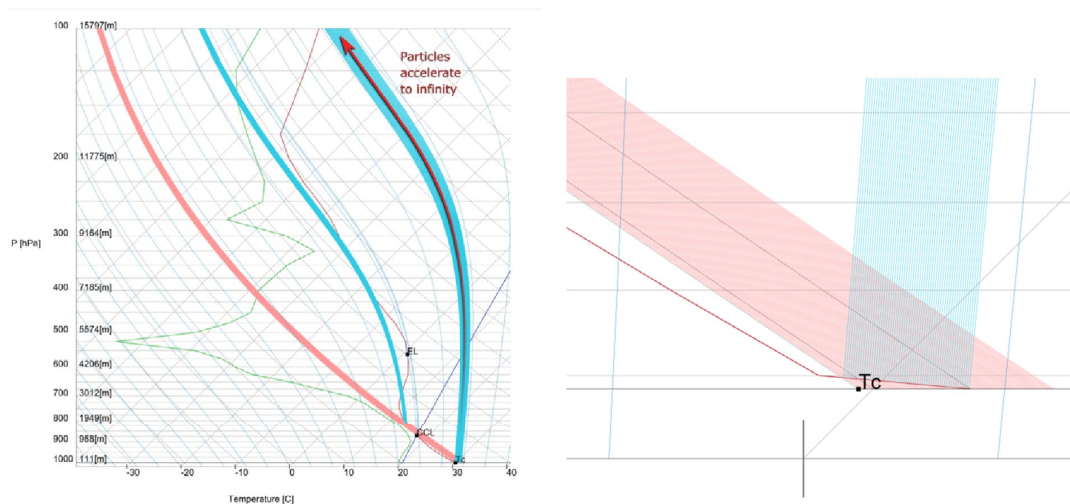 100 15797[m]
Particles
accelerate
to infinity
200 11775[m]
P [hPa]
300 9164[m]
400 7185[m]
500 5574[m]
EL
600 4206[m]
700 3012[m]
800 1949[m]
CCL
900 988[m]
1000 111[m]
Tc
-30 -20 -10 0 10 20 30 40
Temperature [C]
Tc